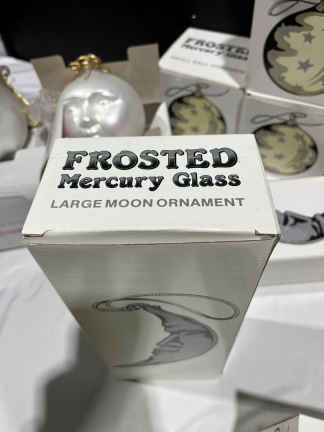 FROSTED
FROSTED
Mercury Glass
LARGE MOON ORNAMENT